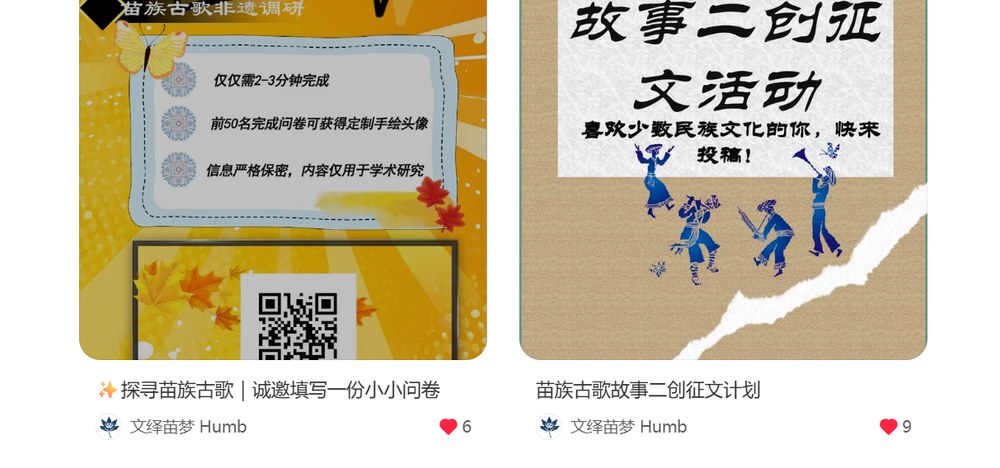 苗族古歌非遗调研
仅仅需2-3分钟完成
前50名完成问卷可获得定制手绘头像
信息严格保密，内容仅用于学术研究
✨探寻苗族古歌｜诚邀填写一份小小问卷
文绎苗梦 Humb
6
故事二创征
文活动
喜欢少数民族文化的你，快来
投稿！
苗族古歌故事二创征文计划
文绎苗梦 Humb
9